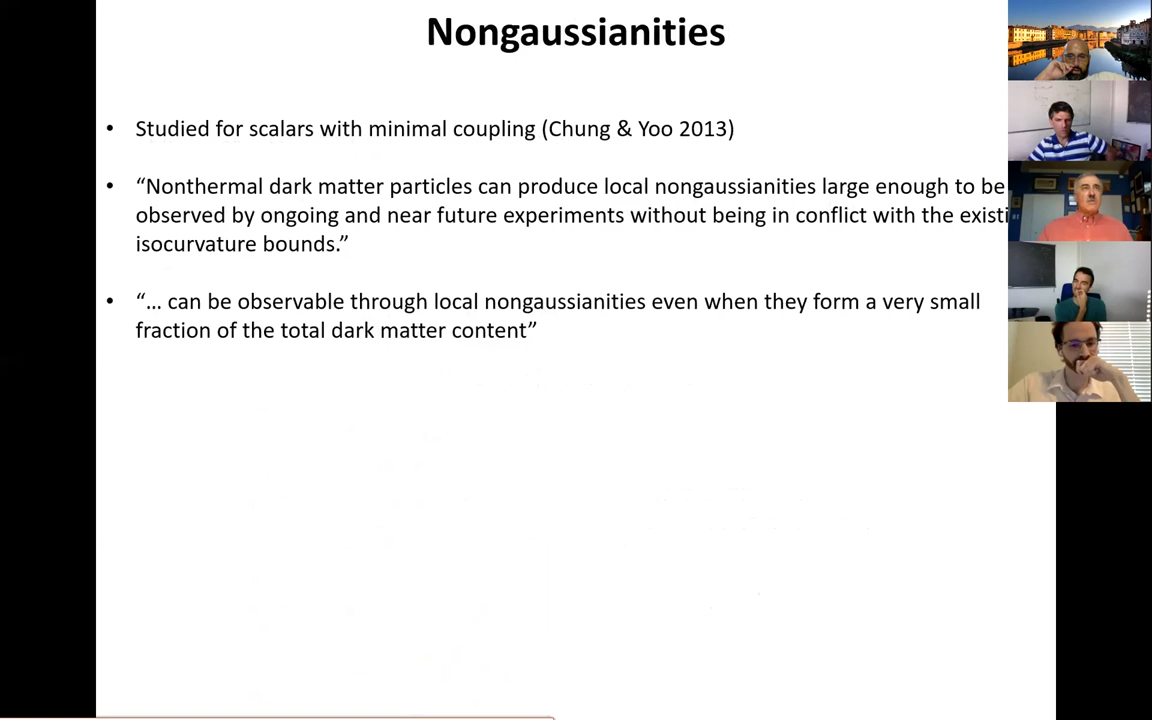 Nongaussianities
• Studied for scalars with minimal coupling (Chung & Yoo 2013)
• “Nonthermal dark matter particles can produce local nongaussianities large enough to be
observed by ongoing and near future experiments without being in conflict with the existi
isocurvature bounds.”
• “… can be observable through local nongaussianities even when they form a very small
fraction of the total dark matter content”